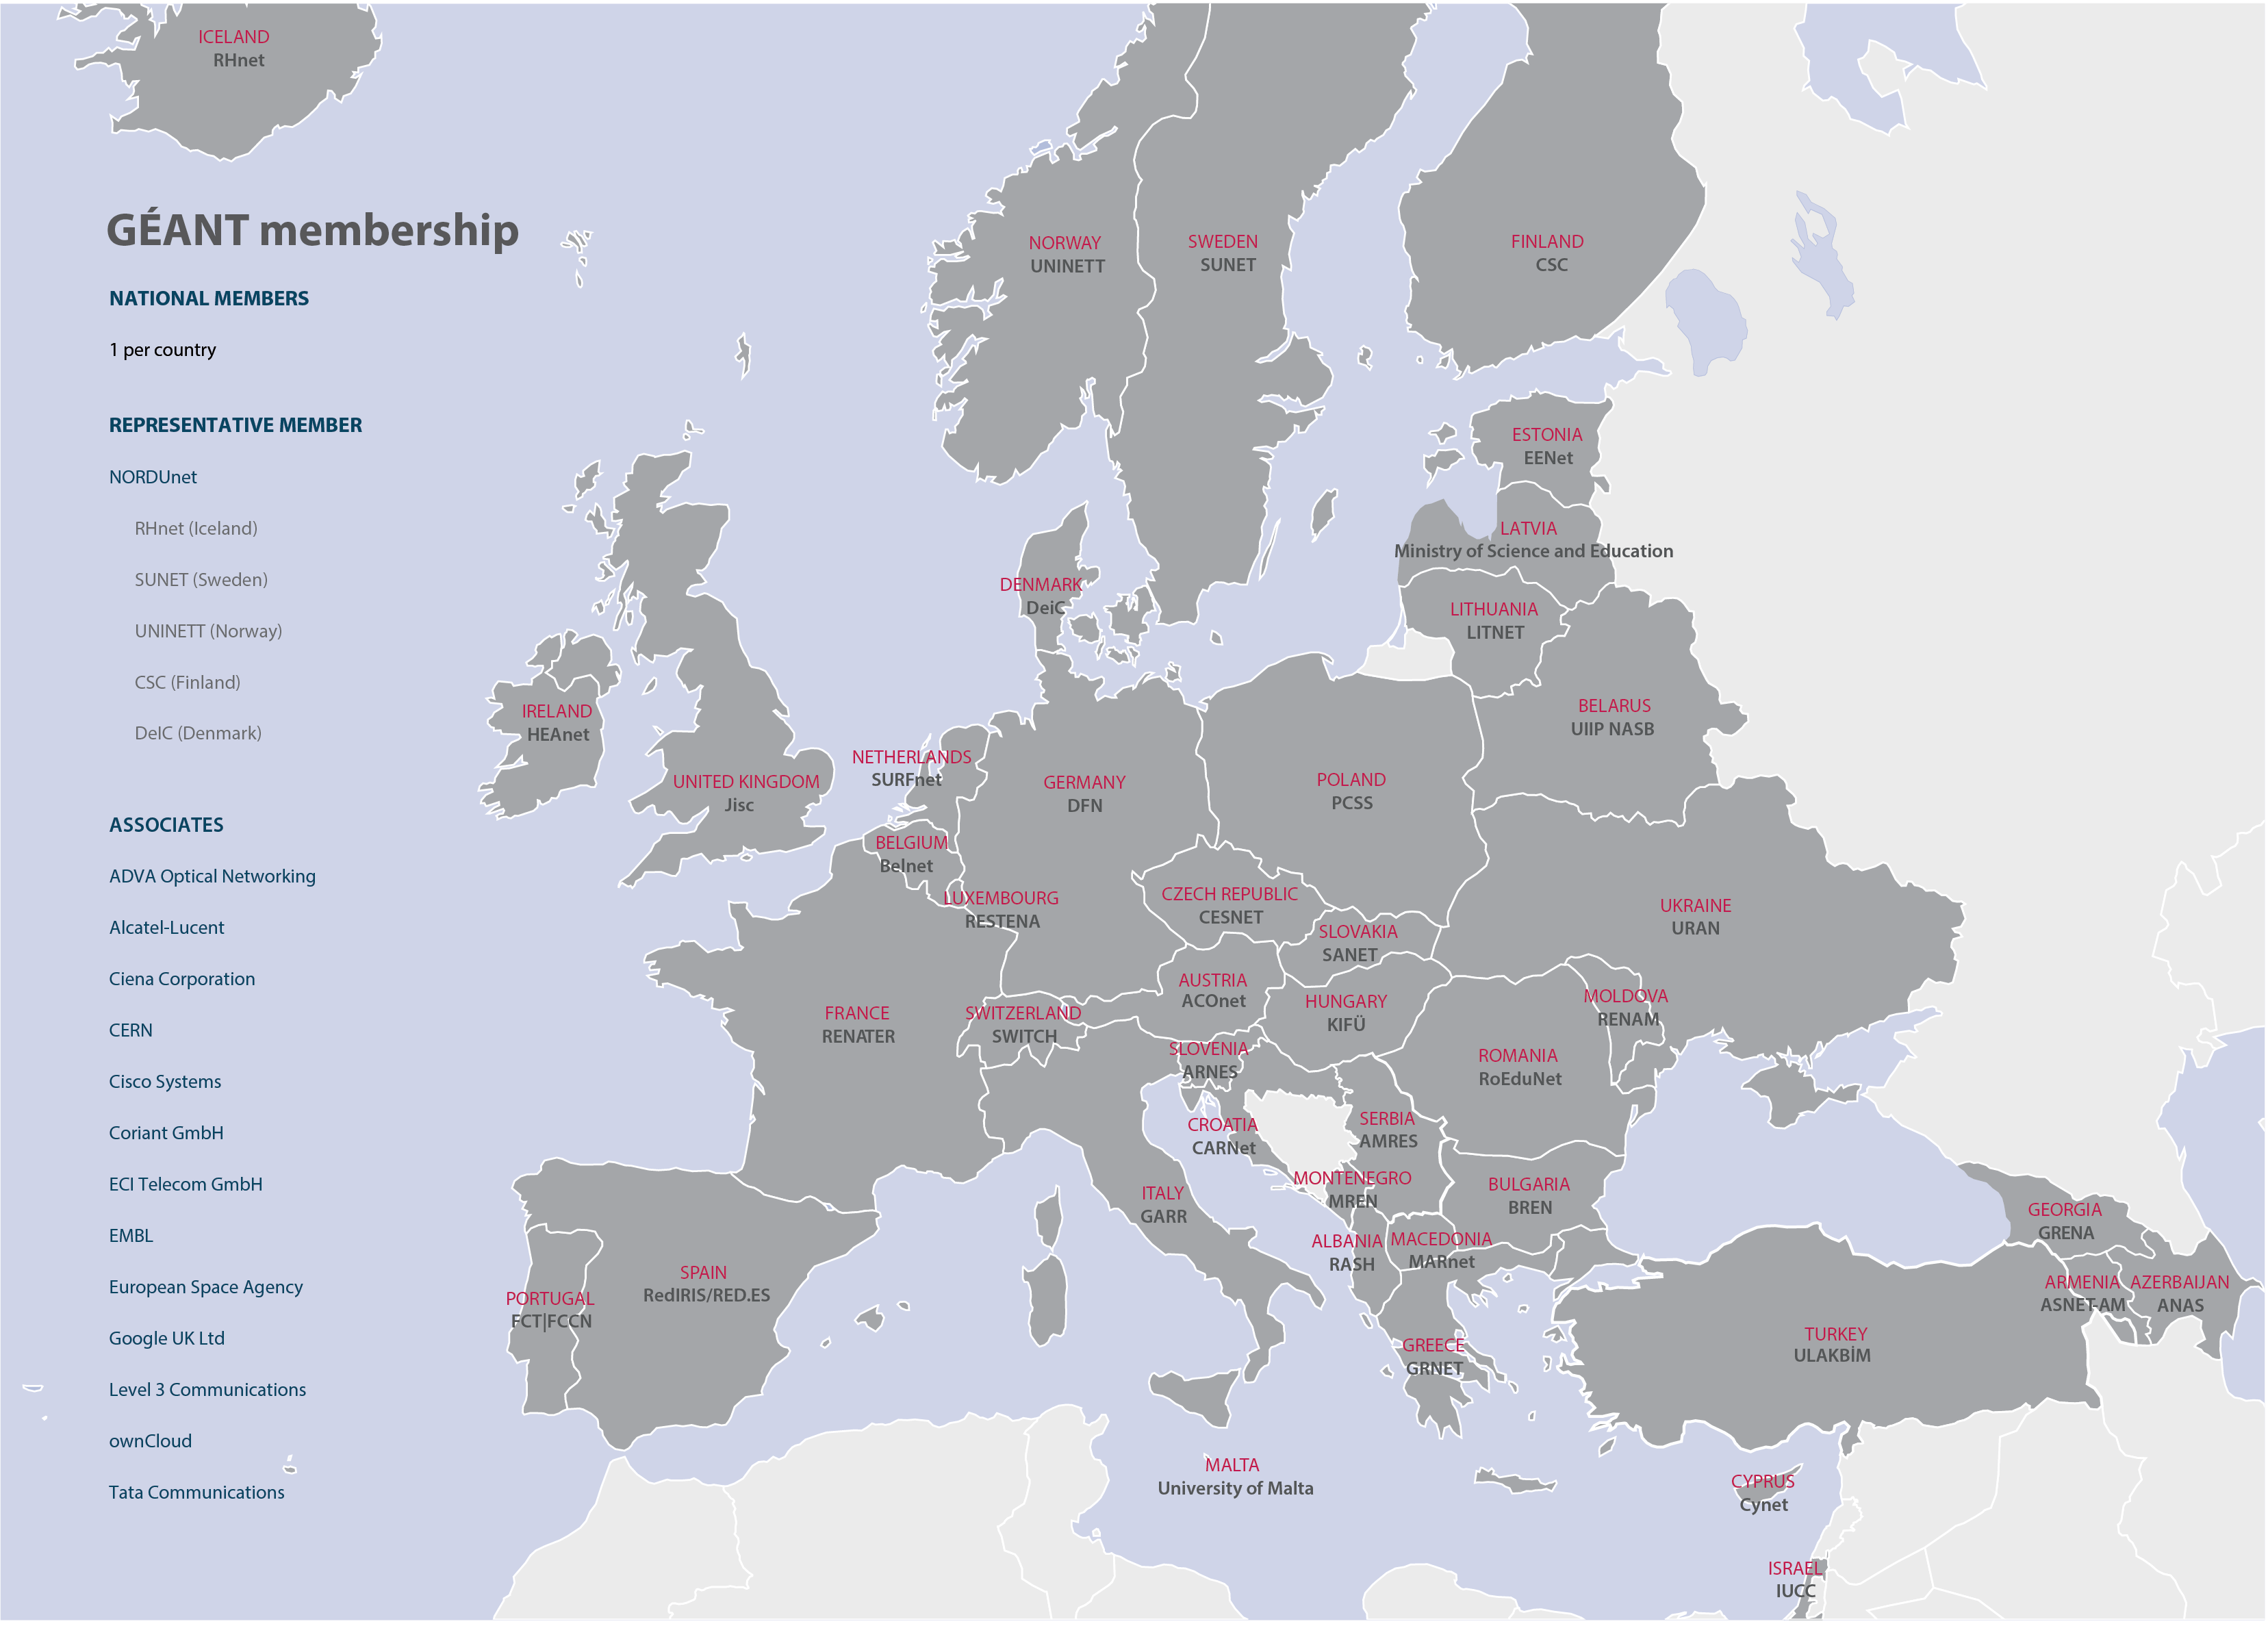 ICELAND
RHnet
GÉANT membership
NATIONAL MEMBERS
1 per country
REPRESENTATIVE MEMBER
NORDUnet
RHnet (Iceland)
SUNET (Sweden)
UNINETT (Norway)
CSC (Finland)
DeIC (Denmark)
ASSOCIATES
ADVA Optical Networking
Alcatel-Lucent
Ciena Corporation
CERN
Cisco Systems
Coriant GmbH
ECI Telecom GmbH
EMBL
European Space Agency
Google UK Ltd
Level 3 Communications
ownCloud
Tata Communications
NORWAY
UNINETT
SWEDEN
SUNET
FINLAND
CSC
ESTONIA
EENet
LATVIA
Ministry of Science and Education
DENMARK
DeiC
LITHUANIA
LITNET
IRELAND
HEAnet
UNITED KINGDOM
Jisc
NETHERLANDS
SURFnet
GERMANY
DFN
POLAND
PCSS
BELARUS
UIIP NASB
BELGIUM
Belnet
LUXEMBOURG
RESTENA
CZECH REPUBLIC
CESNET
SLOVAKIA
SANET
UKRAINE
URAN
FRANCE
RENATER
SWITZERLAND
SWITCH
AUSTRIA
ACOnet
HUNGARY
KIFÜ
MOLDOVA
RENAM
SLOVENIA
ARNES
ROMANIA
RoEduNet
CROATIA
CARNet
SERBIA
AMRES
MONTENEGRO
MREN
BULGARIA
BREN
ITALY
GARR
ALBANIA
RASH
MACEDONIA
MARnet
GEORGIA
GRENA
PORTUGAL
FCT|FCCN
SPAIN
RedIRIS/RED.ES
ARMENIA
ASNET-AM
AZERBAIJAN
ANAS
GREECE
GRNET
TURKEY
ULAKBİM
MALTA
University of Malta
CYPRUS
Cynet
ISRAEL
IUCC